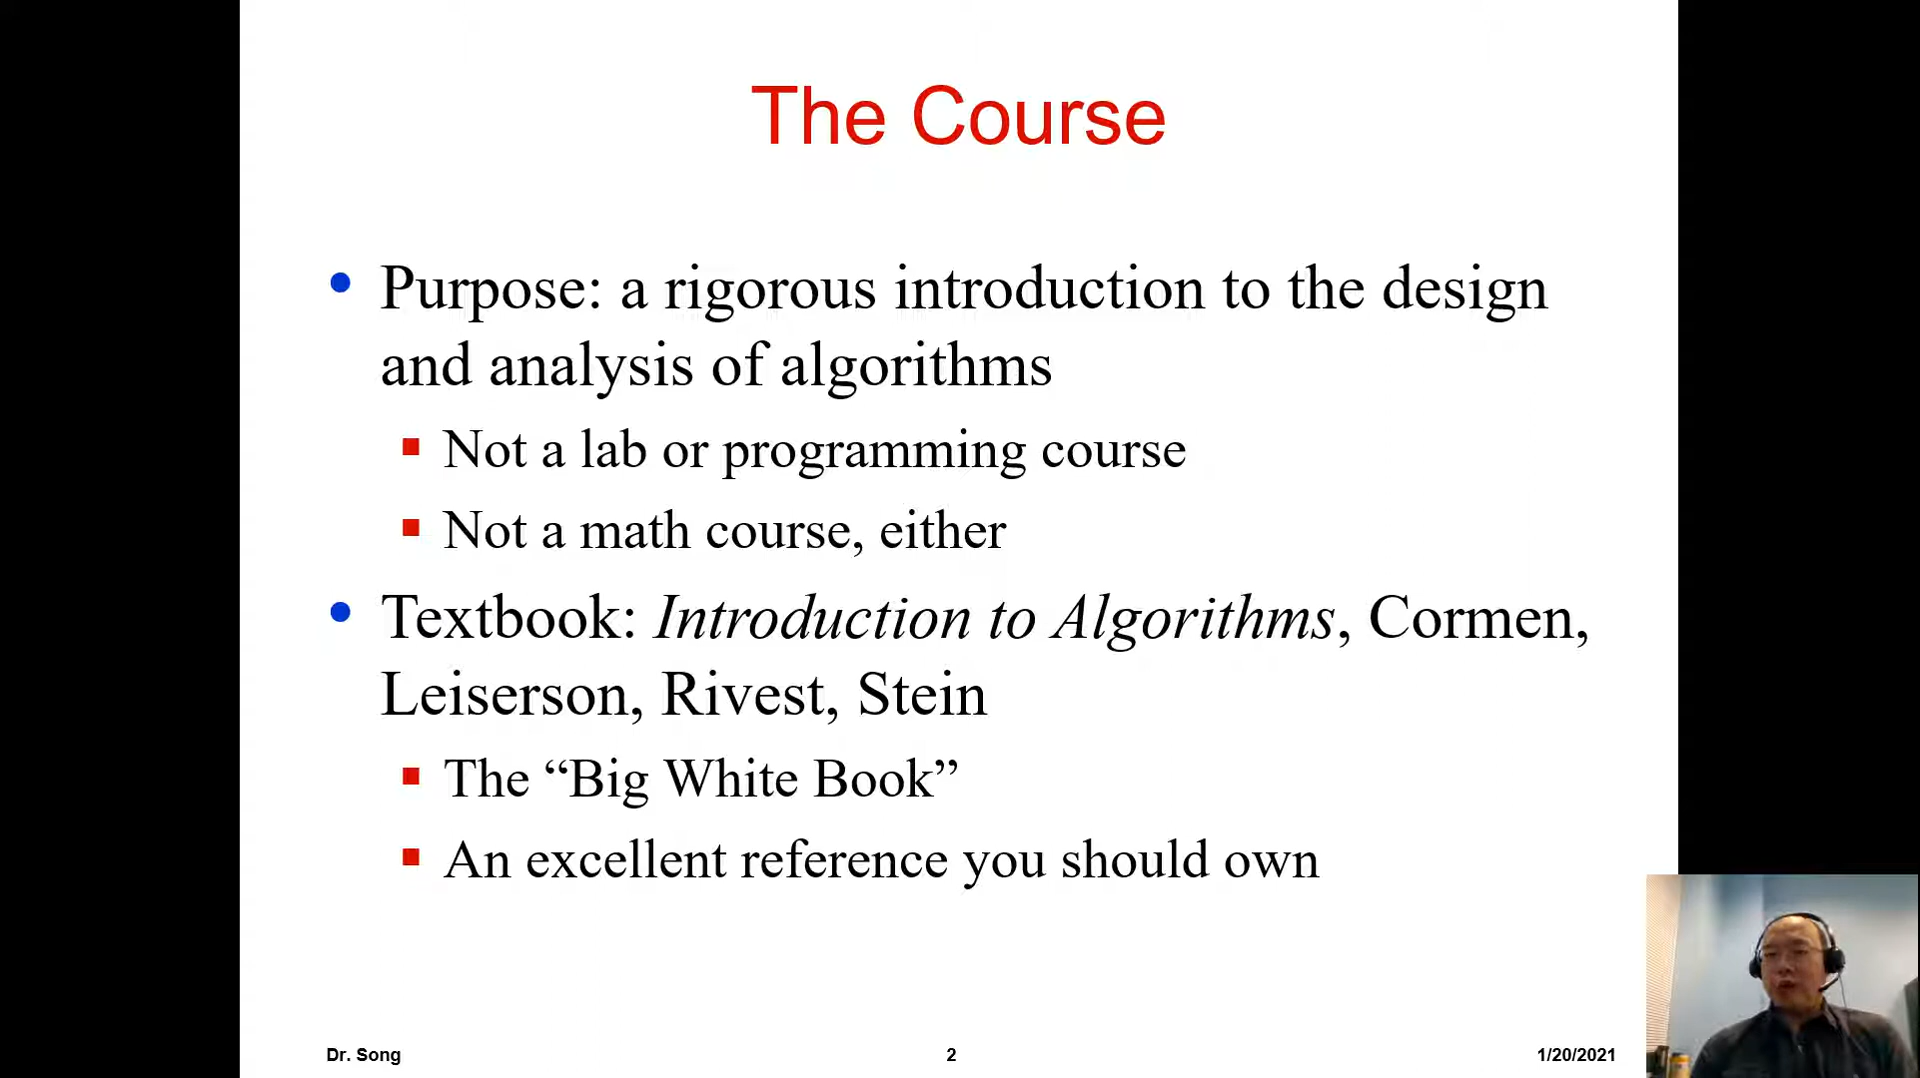 The Course
• Purpose: a rigorous introduction to the design
and analysis of algorithms
▪ Not a lab or programming course
▪ Not a math course, either
• Textbook: Introduction to Algorithms, Cormen,
Leiserson, Rivest, Stein
▪ The “Big White Book”
▪ An excellent reference you should own
Dr. Song
2
1/20/2021